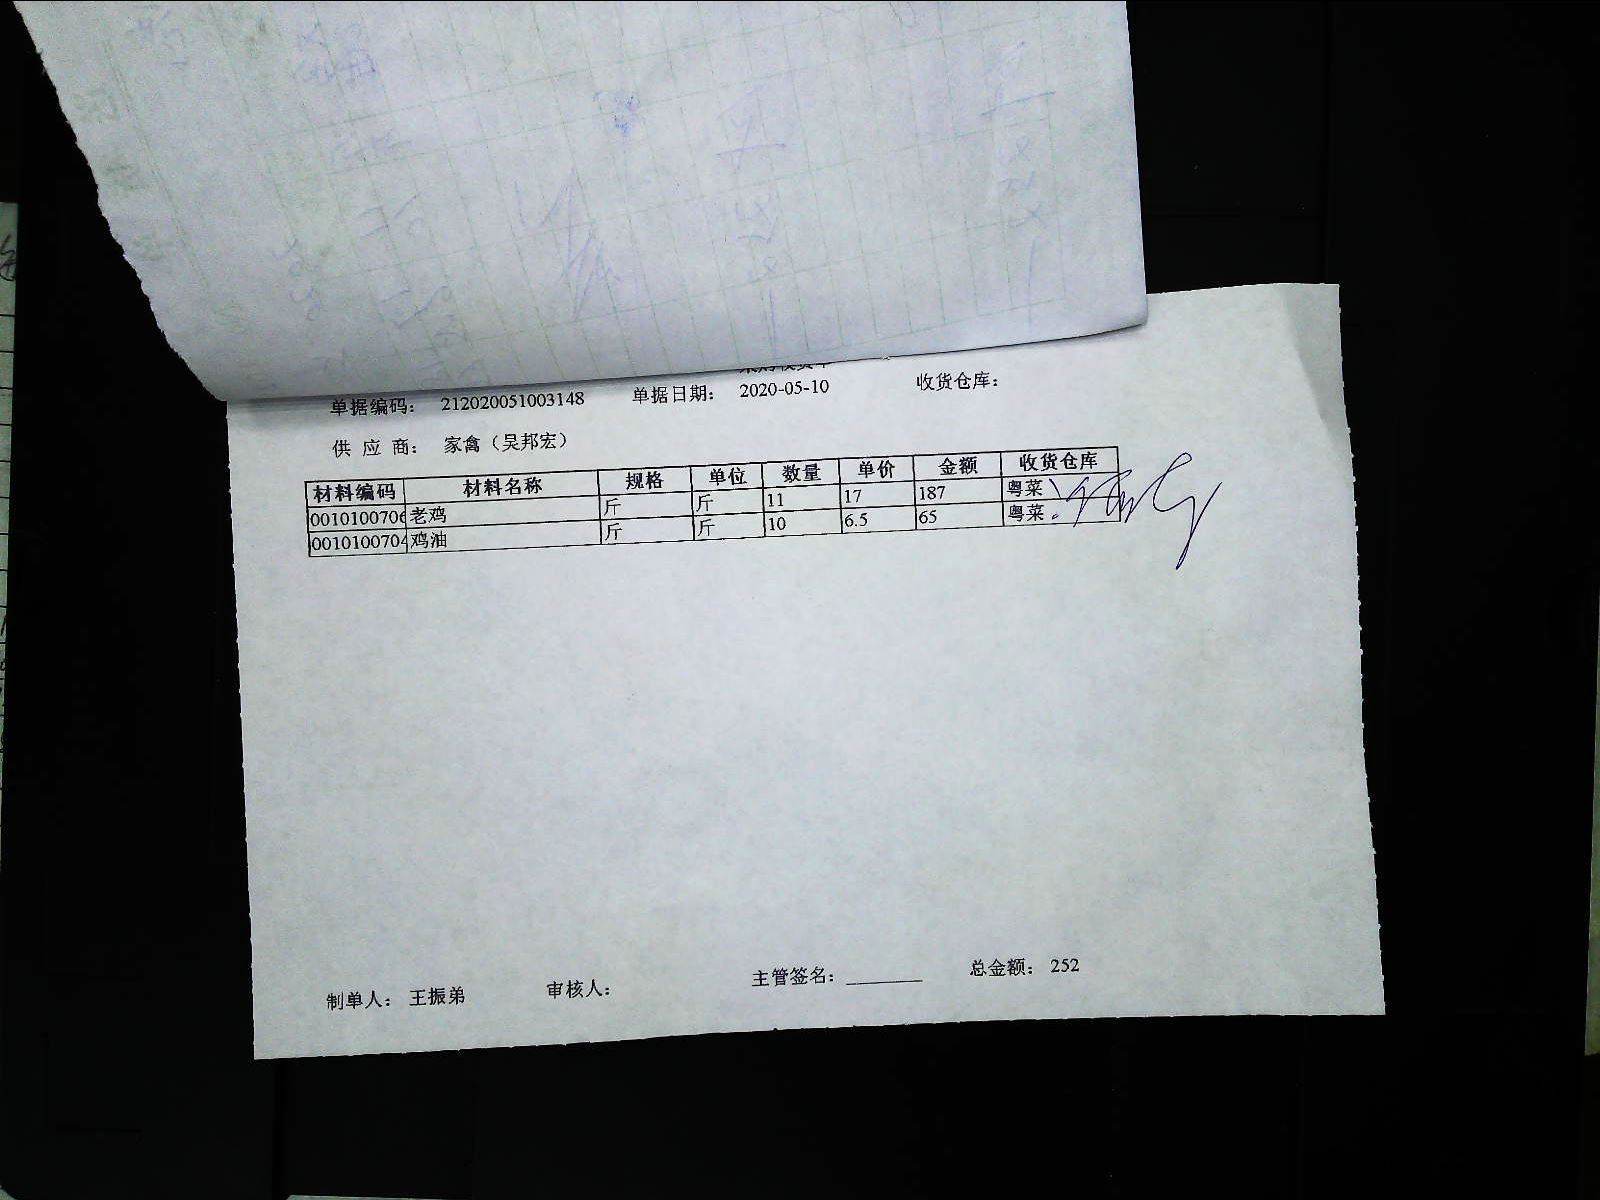 单据编码： 212020051003148 单据日期： 2020-05-10 收货仓库：
供 应 商： 家禽（吴邦宏）
材料编码 材料名称 规格 单位 数量 单价 金额 收货仓库
0010100706 老鸡 斤 斤 11 17 187 粤菜
0010100704 鸡油 斤 斤 10 6.5 65 粤菜
制单人： 王振弟 审核人： 主管签名：________ 总金额： 252